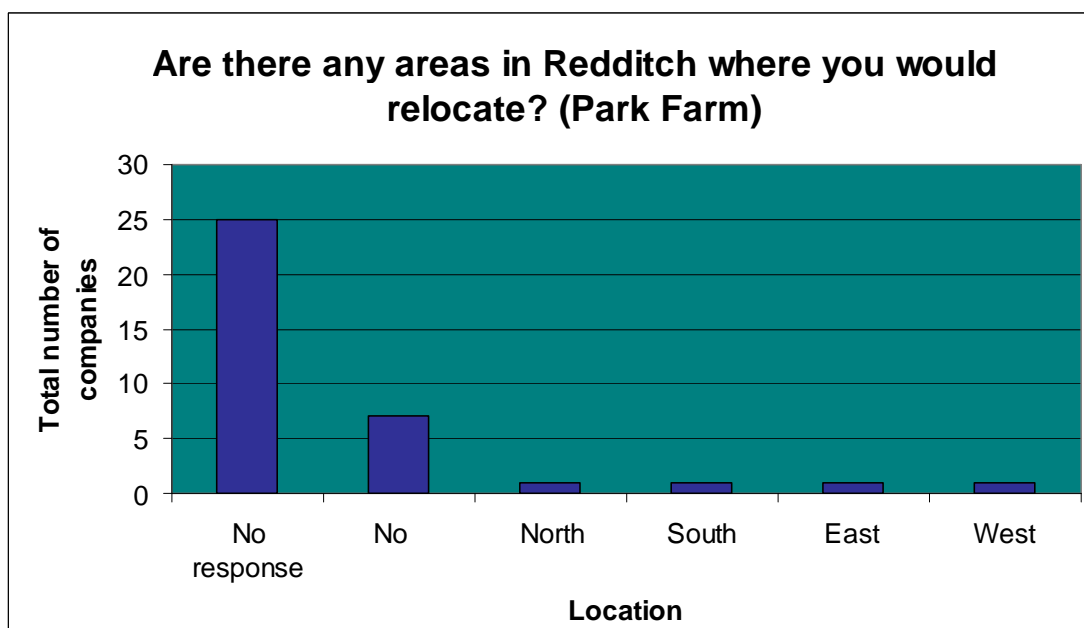 Are there any areas in Redditch where you would
relocate? (Park Farm)
Total number of
companies
30
25
20
15
10
5
0
No
response
No
North
South
East
West
Location